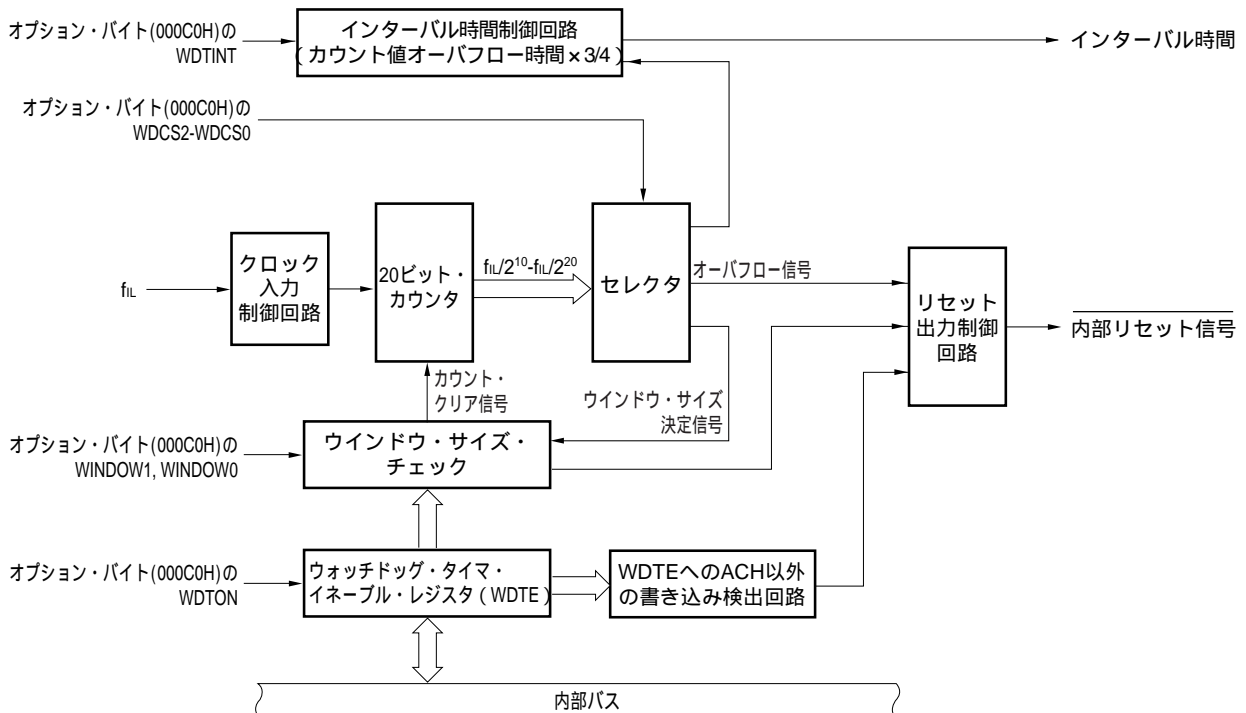 オプション・バイト(000C0H)の
WDTINT
インターバル時間制御回路
(カウント値オーバフロー時間×3/4)
インターバル時間
オプション・バイト(000C0H)の
WDCS2-WDCS0
fIL
クロック
入力
制御回路
20ビット・
カウンタ
fIL/2^10-fIL/2^20
セレクタ
オーバフロー信号
リセット
出力制御
回路
内部リセット信号
カウント・
クリア信号
ウインドウ・サイズ
決定信号
オプション・バイト(000C0H)の
WINDOW1, WINDOW0
ウインドウ・サイズ・
チェック
オプション・バイト(000C0H)の
WDTON
ウォッチドッグ・タイマ・
イネーブル・レジスタ(WDTE)
WDTEへのACH以外
の書き込み検出回路
内部バス